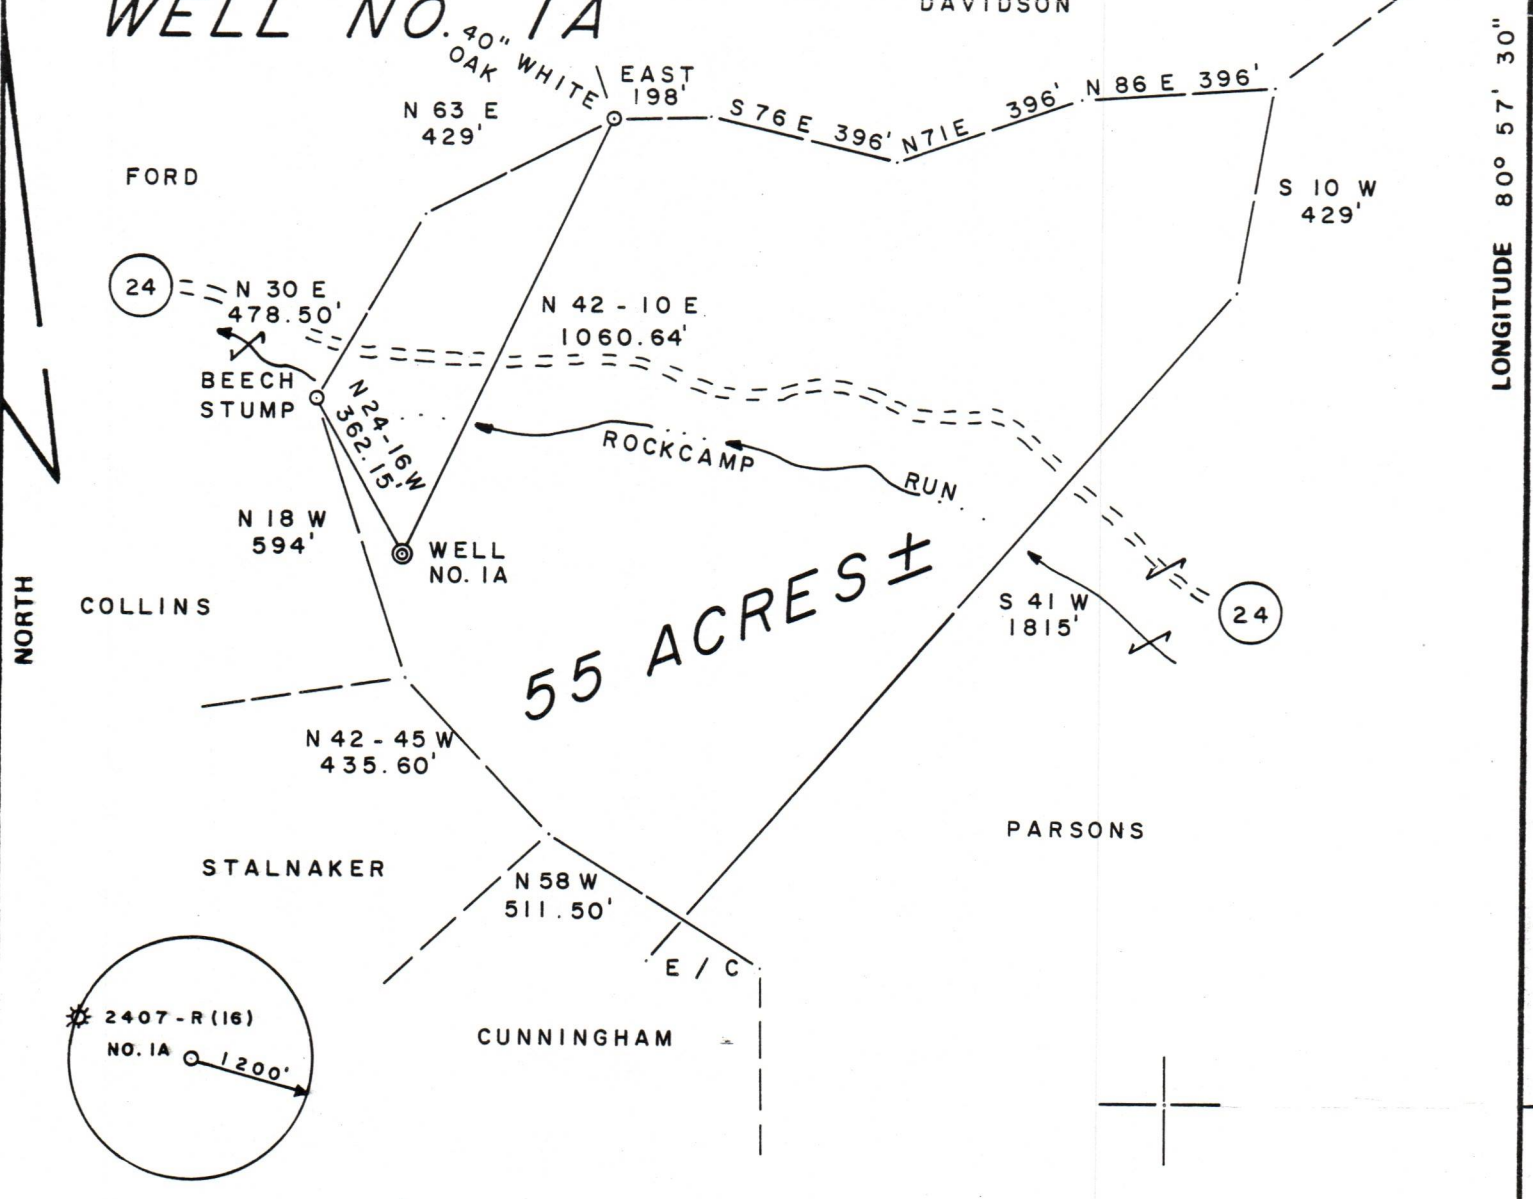 WELL NO. 1A
DAVIDSON
40" WHITE
OAK
EAST
198'
N 63 E
429'
S 76 E 396'
N 71 E 396'
N 86 E 396'
FORD
S 10 W
429'
LONGITUDE 80° 57' 30"
24
N 30 E
478.50'
N 42 - 10 E
1060.64'
BEECH
STUMP
N 24-16 W
362.15'
ROCKCAMP RUN
N 18 W
594'
WELL
NO. 1A
55 ACRES ±
NORTH
COLLINS
S 41 W
1815'
24
N 42 - 45 W
435.60'
PARSONS
STALNAKER
N 58 W
511.50'
E / C
2407 - R (16)
NO. 1A
1200'
CUNNINGHAM